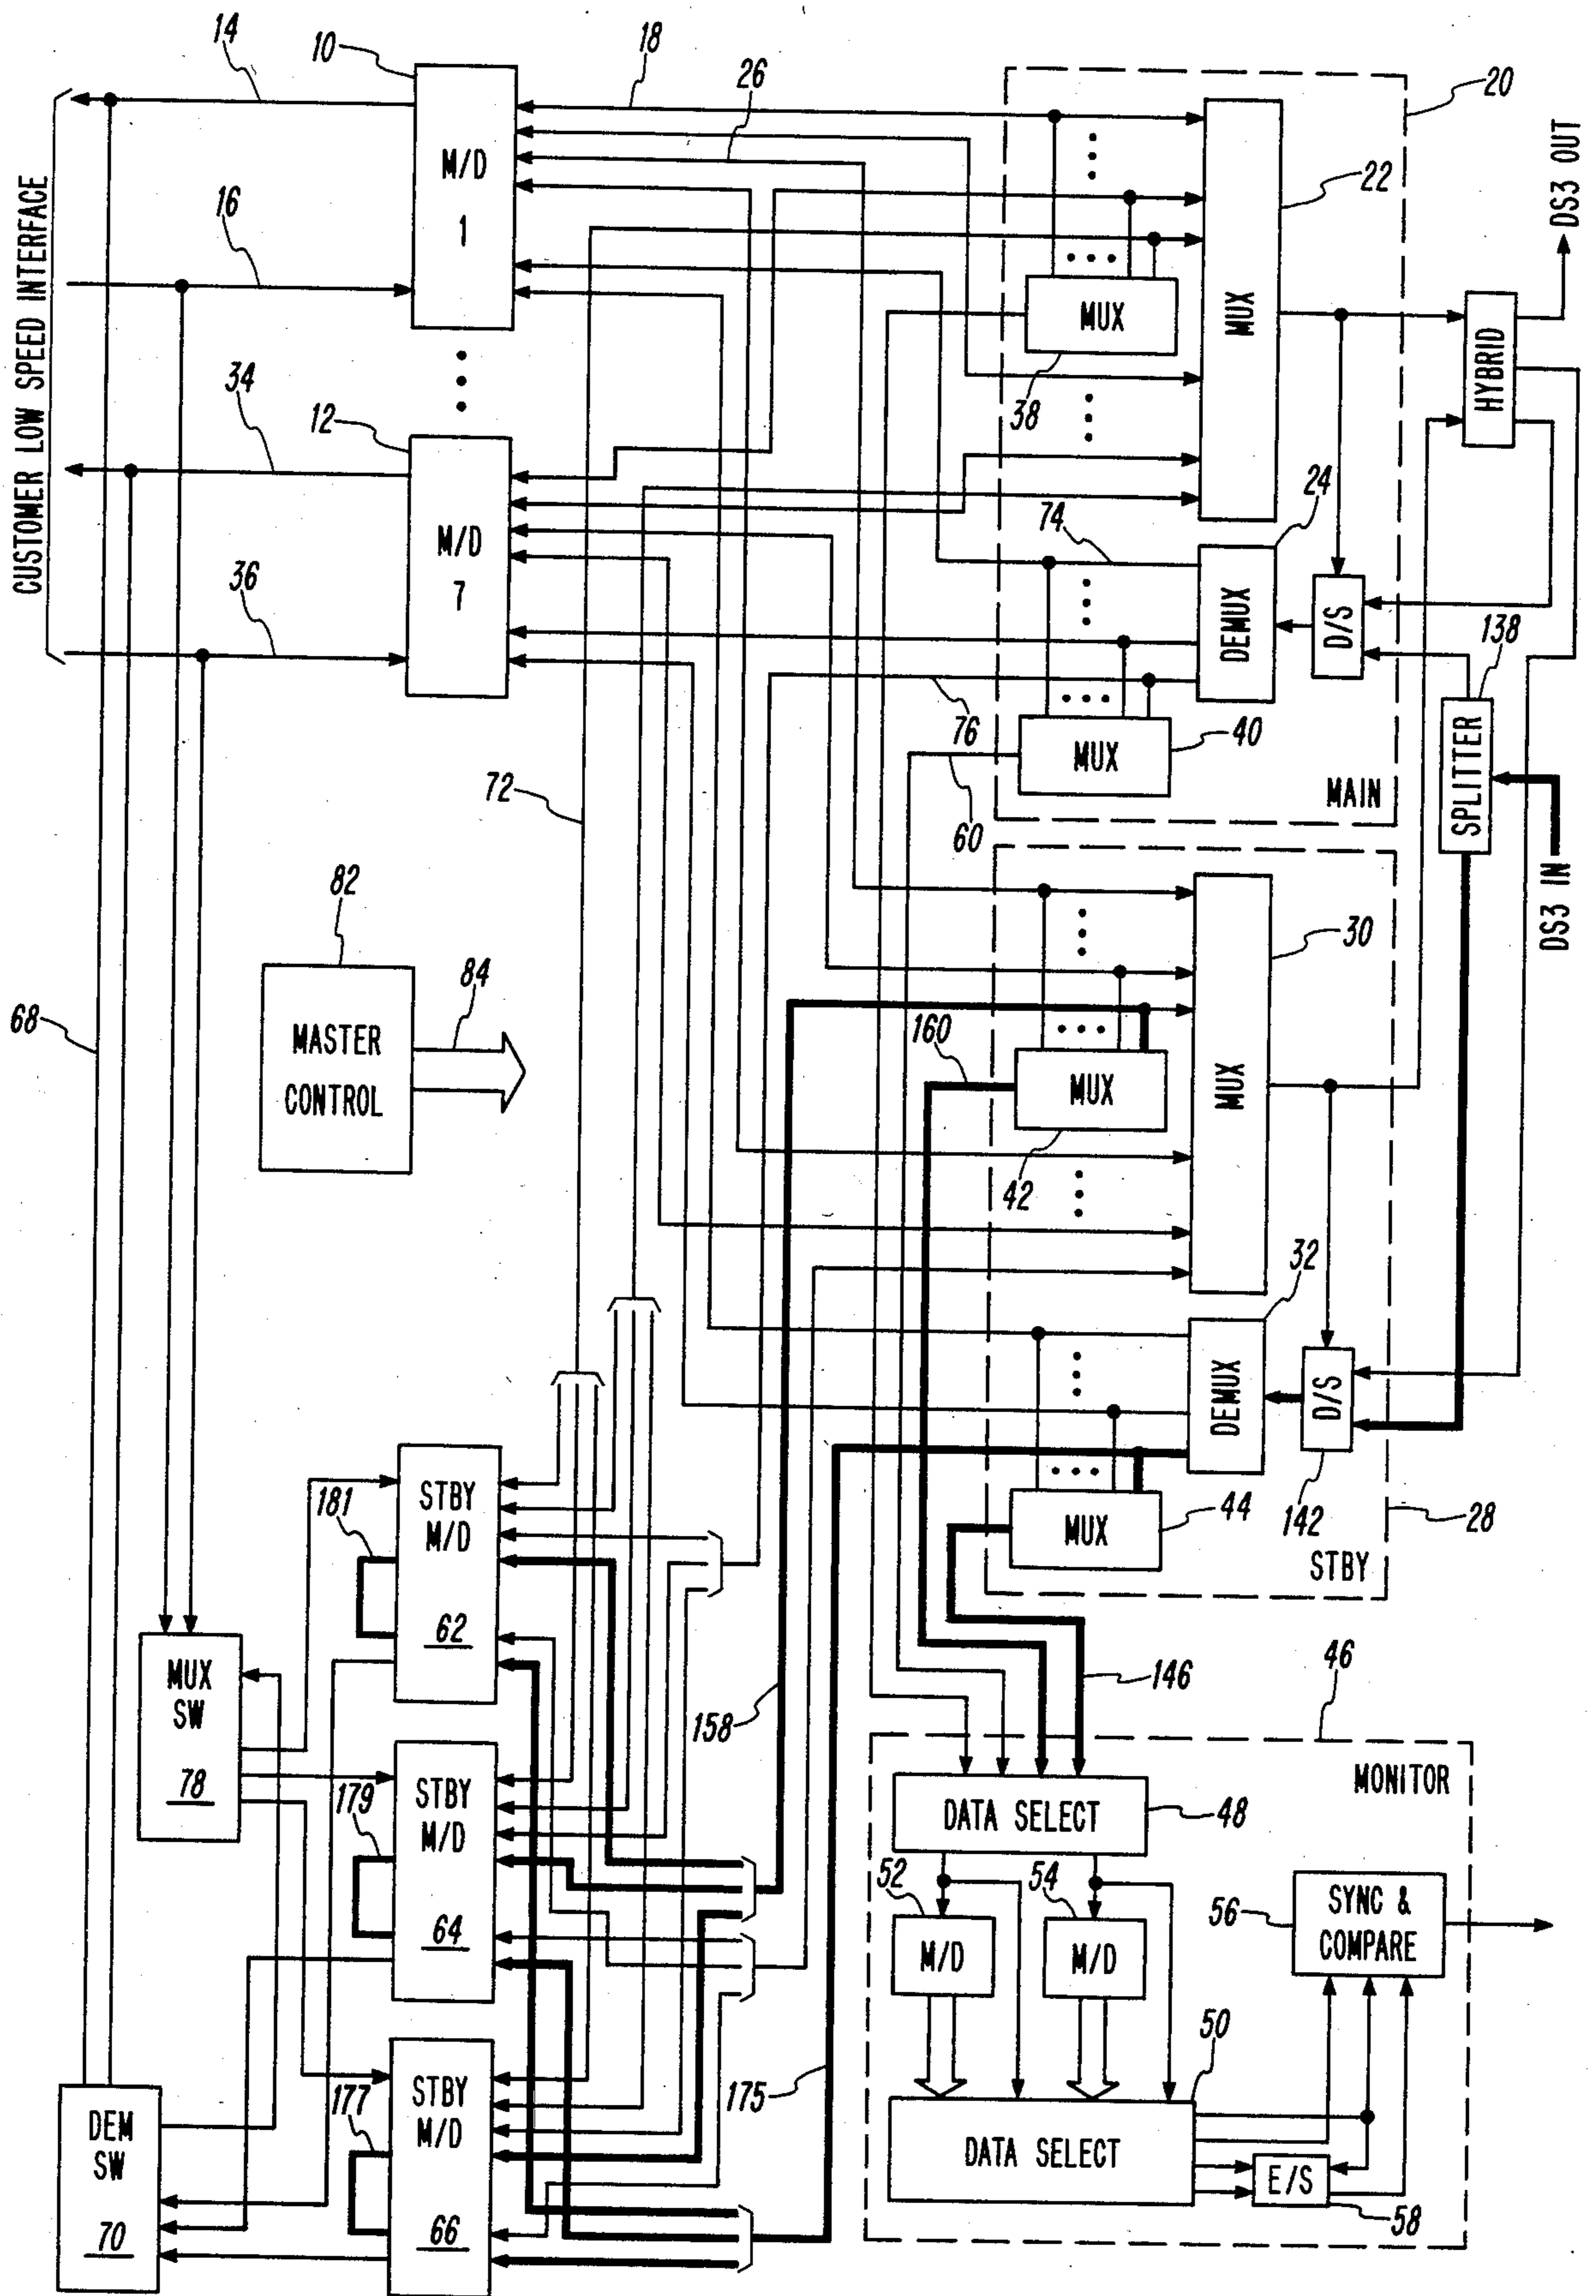 14
10
18
26
20
DS3 OUT
CUSTOMER LOW SPEED INTERFACE
M/D
1
16
22
MUX
MUX
38
HYBRID
34
12
M/D
7
36
74
24
DEMUX
D/S
138
SPLITTER
76
MUX
40
60
MAIN
72
DS3 IN
82
84
MASTER
CONTROL
68
30
160
MUX
MUX
42
32
DEMUX
D/S
142
28
44
MUX
STBY
181
STBY
M/D
62
MUX
SW
78
158
146
46
MONITOR
179
STBY
M/D
64
DATA SELECT
48
52
54
56
SYNC &
COMPARE
M/D
M/D
50
175
177
STBY
M/D
66
DEM
SW
70
DATA SELECT
E/S
58